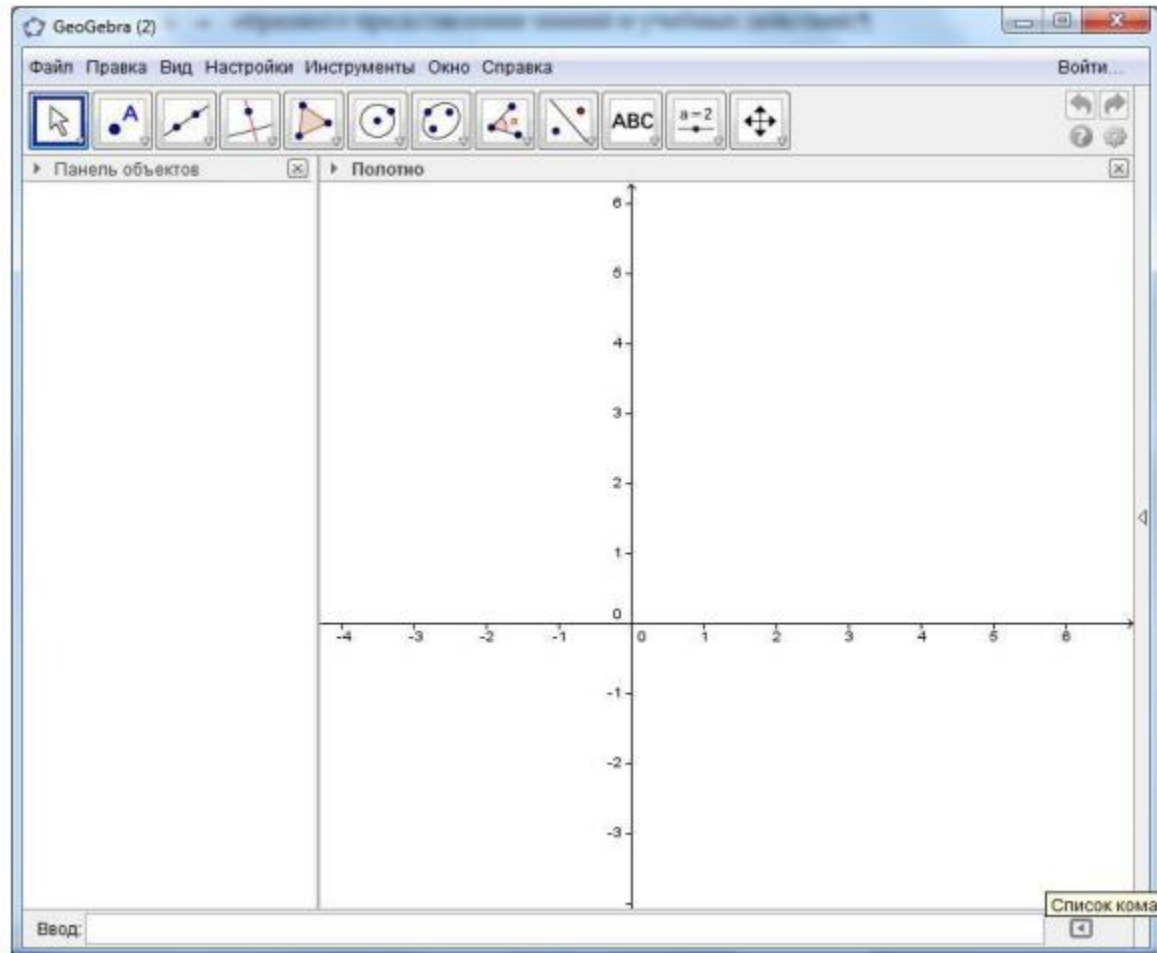 GeoGebra (2)
Файл Правка Вид Настройки Инструменты Окно Справка Войти...
A ABC a=2
α
Панель объектов Полотно
6
5
4
3
2
1
0
-4 -3 -2 -1 0 1 2 3 4 5 6
-1
-2
-3
Список кома
Ввод: